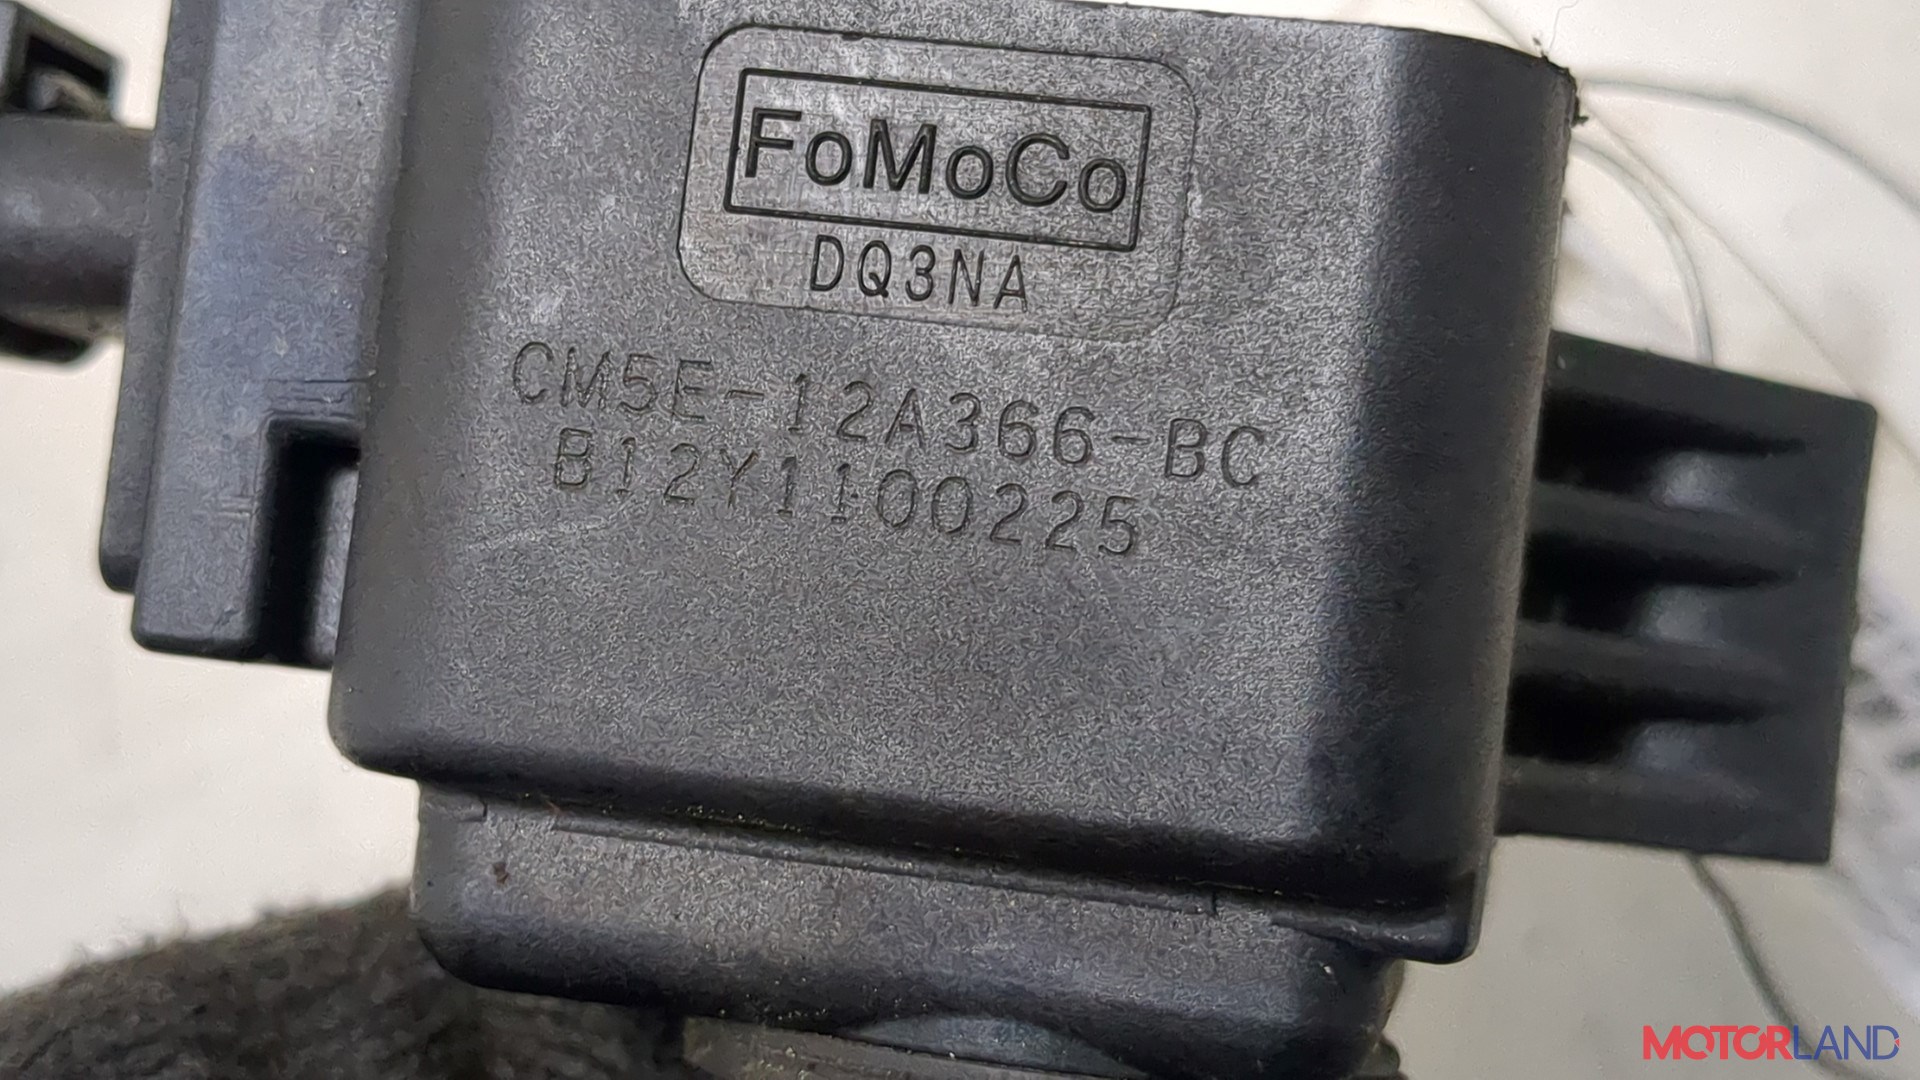 FoMoCo
DQ3NA
CM5E-12A366-BC
B12Y1100225
MOTORLAND